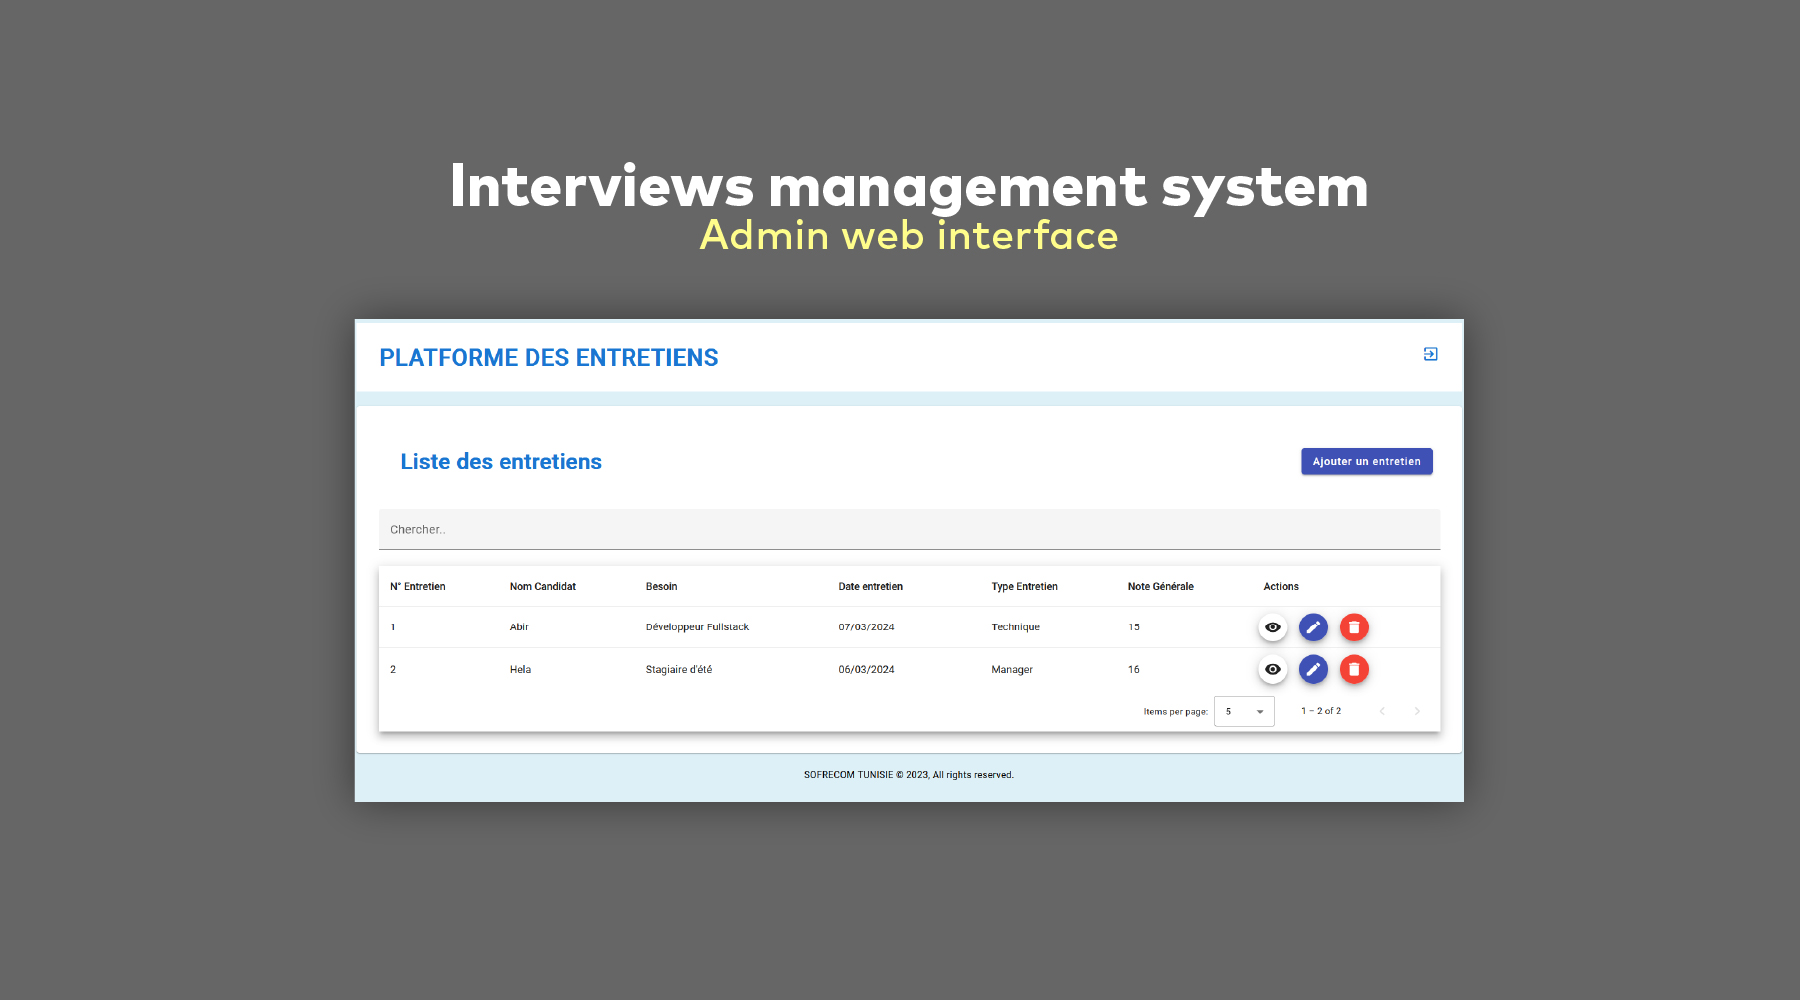 Interviews management system
Admin web interface
PLATFORME DES ENTRETIENS
Liste des entretiens
Ajouter un entretien
Chercher..
N° Entretien Nom Candidat Besoin Date entretien Type Entretien Note Générale Actions
1 Abir Développeur Fullstack 07/03/2024 Technique 15
2 Hela Stagiaire d'été 06/03/2024 Manager 16
Items per page: 5 1 – 2 of 2
SOFRECOM TUNISIE © 2023, All rights reserved.